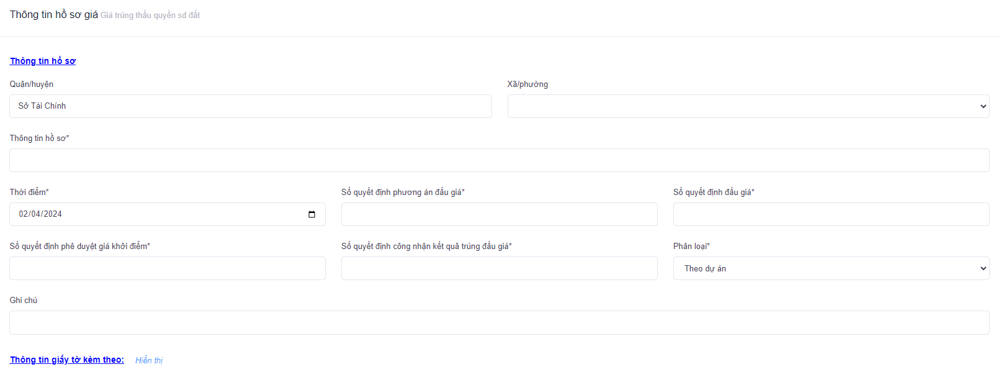 Thông tin hồ sơ giá Giá trúng thầu quyền sd đất
Thông tin hồ sơ
Quận/huyện
Xã/phường
Sở Tài Chính
Thông tin hồ sơ*
Thời điểm*
Số quyết định phương án đấu giá*
Số quyết định đấu giá*
02/04/2024
Số quyết định phê duyệt giá khởi điểm*
Số quyết định công nhận kết quả trúng đấu giá*
Phân loại*
Theo dự án
Ghi chú
Thông tin giấy tờ kèm theo: Hiển thị